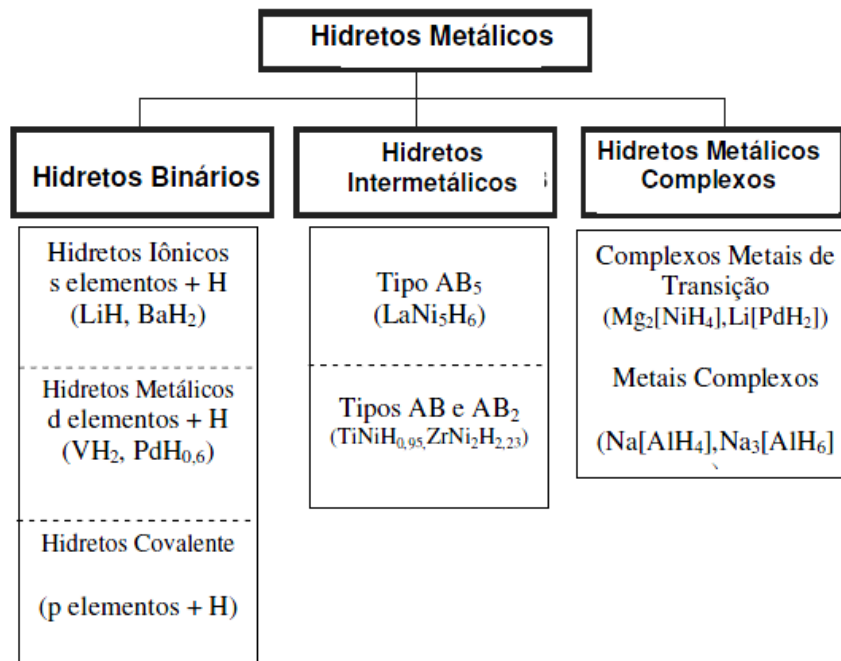 Hidretos Metálicos
Hidretos Binários
Hidretos Iônicos
s elementos + H
(LiH, BaH₂)
Hidretos Metálicos
d elementos + H
(VH₂, PdH₀,₆)
Hidretos Covalente
(p elementos + H)
Hidretos
Intermetálicos
Tipo AB₅
(LaNi₅H₆)
Tipos AB e AB₂
(TiNiH₀,₉₅,ZrNi₂H₂,₂₃)
Hidretos Metálicos
Complexos
Complexos Metais de
Transição
(Mg₂[NiH₄],Li[PdH₂])
Metais Complexos
(Na[AlH₄],Na₃[AlH₆]